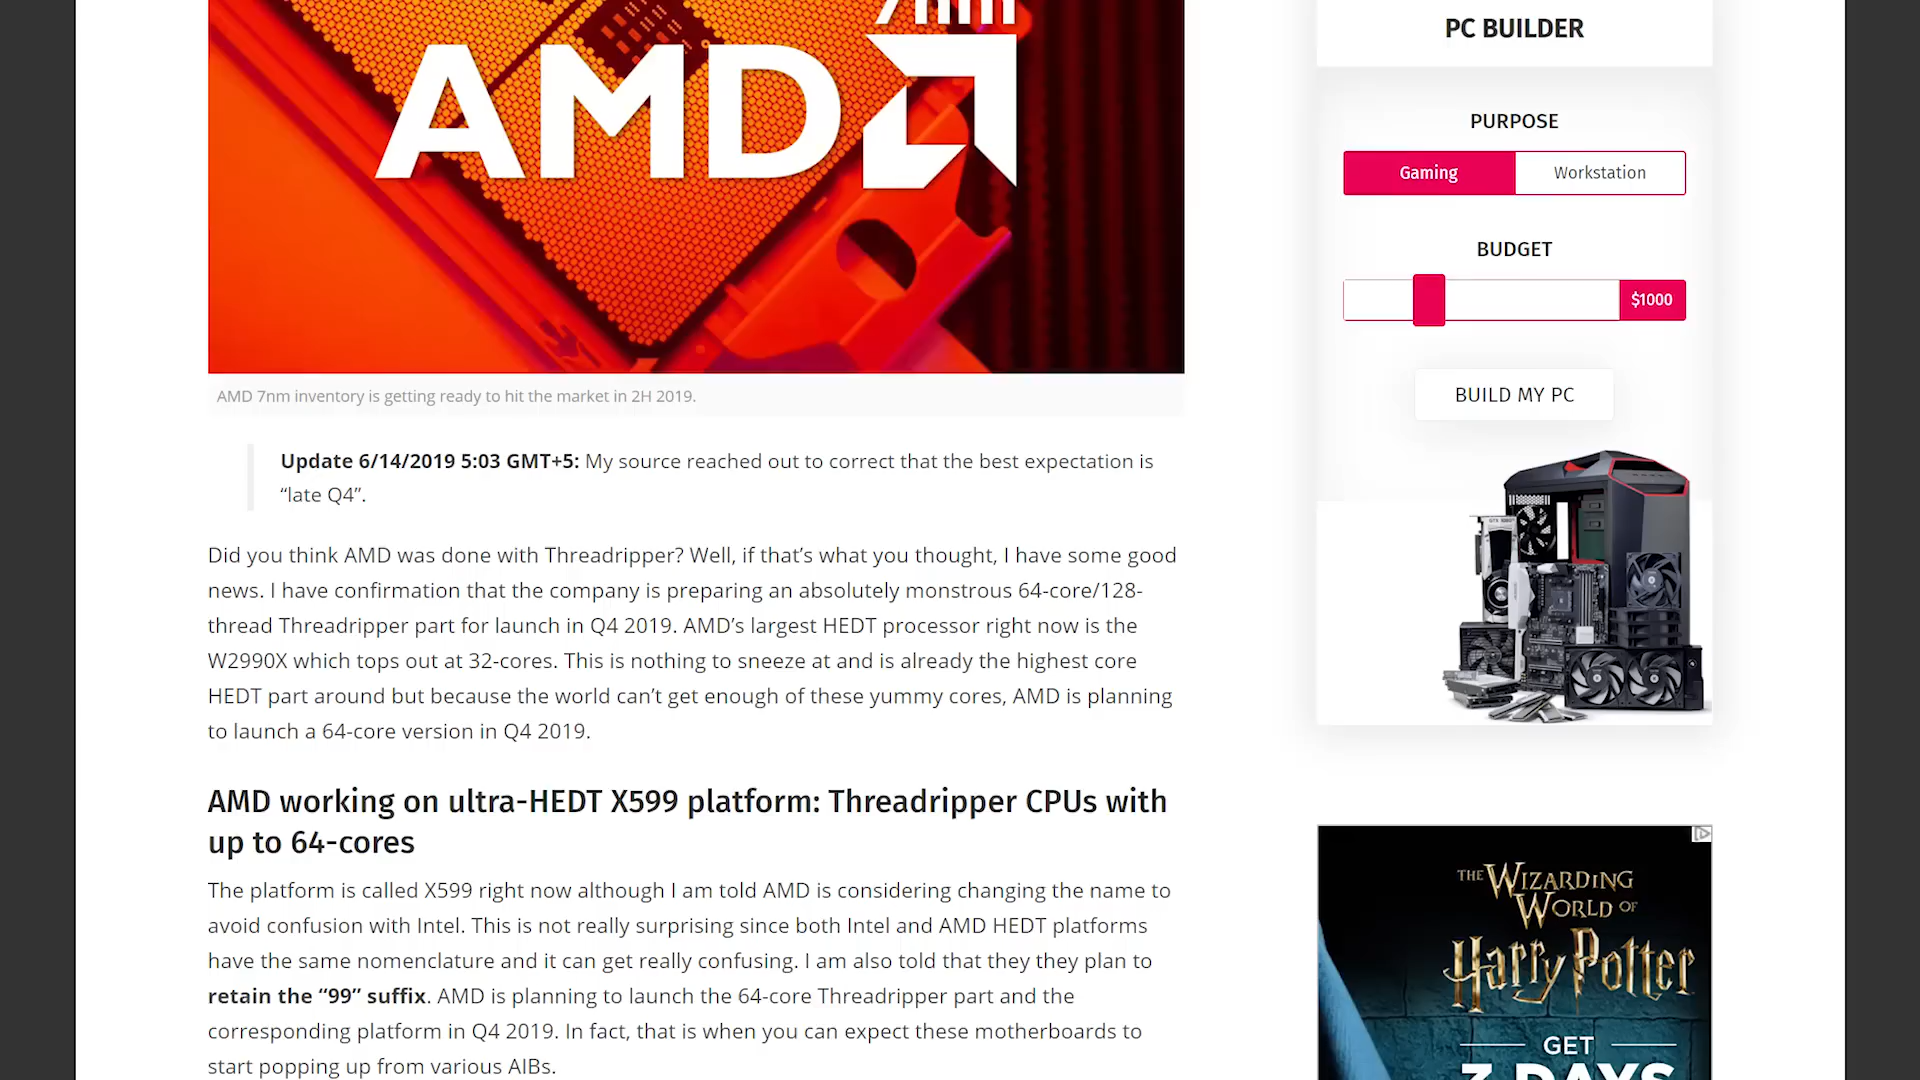 7nm
AMD
AMD 7nm inventory is getting ready to hit the market in 2H 2019.
Update 6/14/2019 5:03 GMT+5: My source reached out to correct that the best expectation is
“late Q4”.
Did you think AMD was done with Threadripper? Well, if that’s what you thought, I have some good
news. I have confirmation that the company is preparing an absolutely monstrous 64-core/128-
thread Threadripper part for launch in Q4 2019. AMD’s largest HEDT processor right now is the
W2990X which tops out at 32-cores. This is nothing to sneeze at and is already the highest core
HEDT part around but because the world can’t get enough of these yummy cores, AMD is planning
to launch a 64-core version in Q4 2019.
AMD working on ultra-HEDT X599 platform: Threadripper CPUs with
up to 64-cores
The platform is called X599 right now although I am told AMD is considering changing the name to
avoid confusion with Intel. This is not really surprising since both Intel and AMD HEDT platforms
have the same nomenclature and it can get really confusing. I am also told that they they plan to
retain the “99” suffix. AMD is planning to launch the 64-core Threadripper part and the
corresponding platform in Q4 2019. In fact, that is when you can expect these motherboards to
start popping up from various AIBs.
PC BUILDER
PURPOSE
Gaming
Workstation
BUDGET
$1000
BUILD MY PC
THE WIZARDING
WORLD OF
Harry Potter
GET
3 DAYS